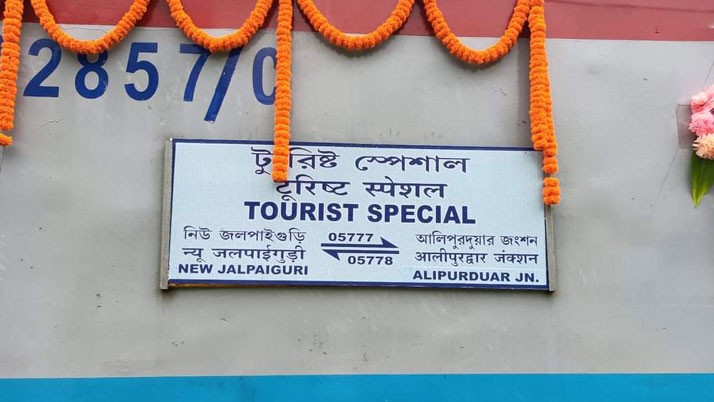 2857/0
টুরিষ্ট স্পেশাল
टूरिष्ट स्पेशल
TOURIST SPECIAL
নিউ জলপাইগুড়ি 05777 আলিপুরদুয়ার জংশন
न्यू जलपाईगुड़ी 05778 आलीपुरद्वार जंक्शन
NEW JALPAIGURI ALIPURDUAR JN.